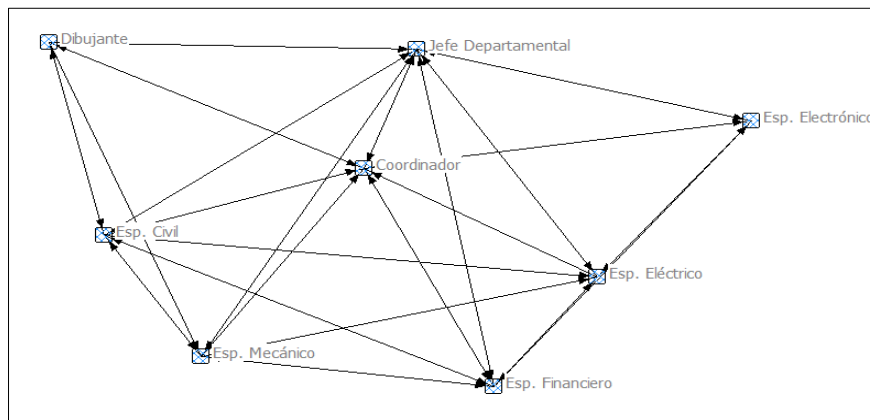 Dibujante
Jefe Departamental
Esp. Electrónico
Coordinador
Esp. Civil
Esp. Eléctrico
Esp. Mecánico
Esp. Financiero